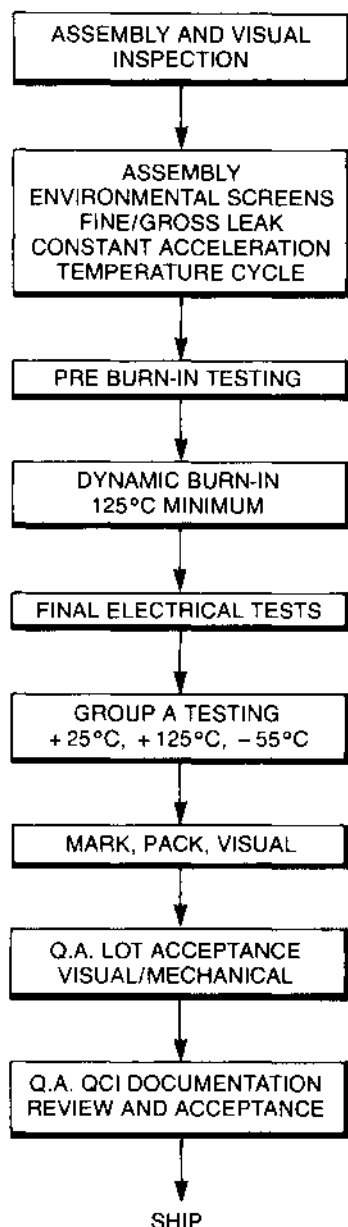 ASSEMBLY AND VISUAL
INSPECTION
ASSEMBLY
ENVIRONMENTAL SCREENS
FINE/GROSS LEAK
CONSTANT ACCELERATION
TEMPERATURE CYCLE
PRE BURN-IN TESTING
DYNAMIC BURN-IN
125°C MINIMUM
FINAL ELECTRICAL TESTS
GROUP A TESTING
+ 25°C, + 125°C, - 55°C
MARK, PACK, VISUAL
Q.A. LOT ACCEPTANCE
VISUAL/MECHANICAL
Q.A. QCI DOCUMENTATION
REVIEW AND ACCEPTANCE
SHIP